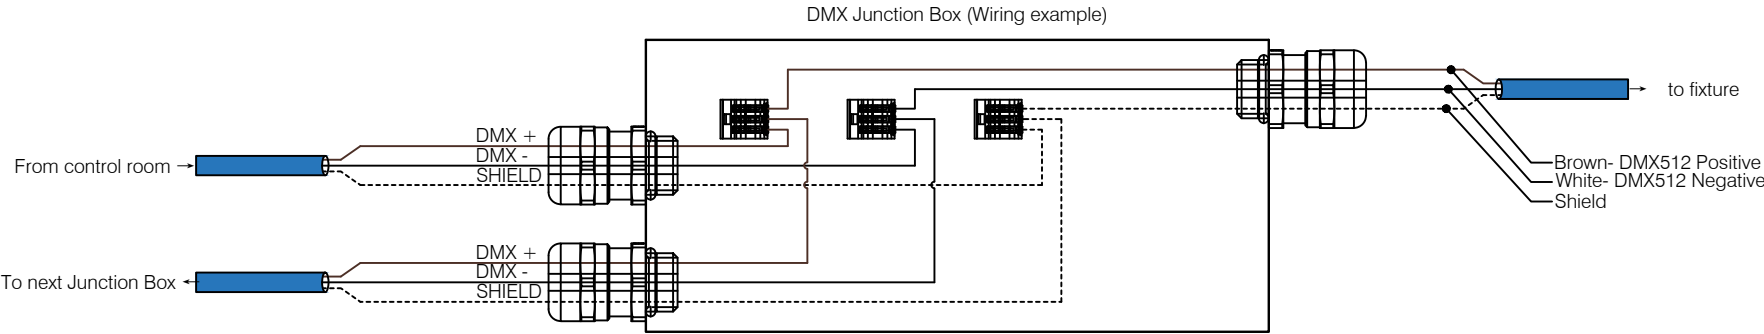 DMX Junction Box (Wiring example)
DMX +
From control room
DMX -
SHIELD
to fixture
Brown- DMX512 Positive
White- DMX512 Negative
Shield
DMX +
To next Junction Box
DMX -
SHIELD